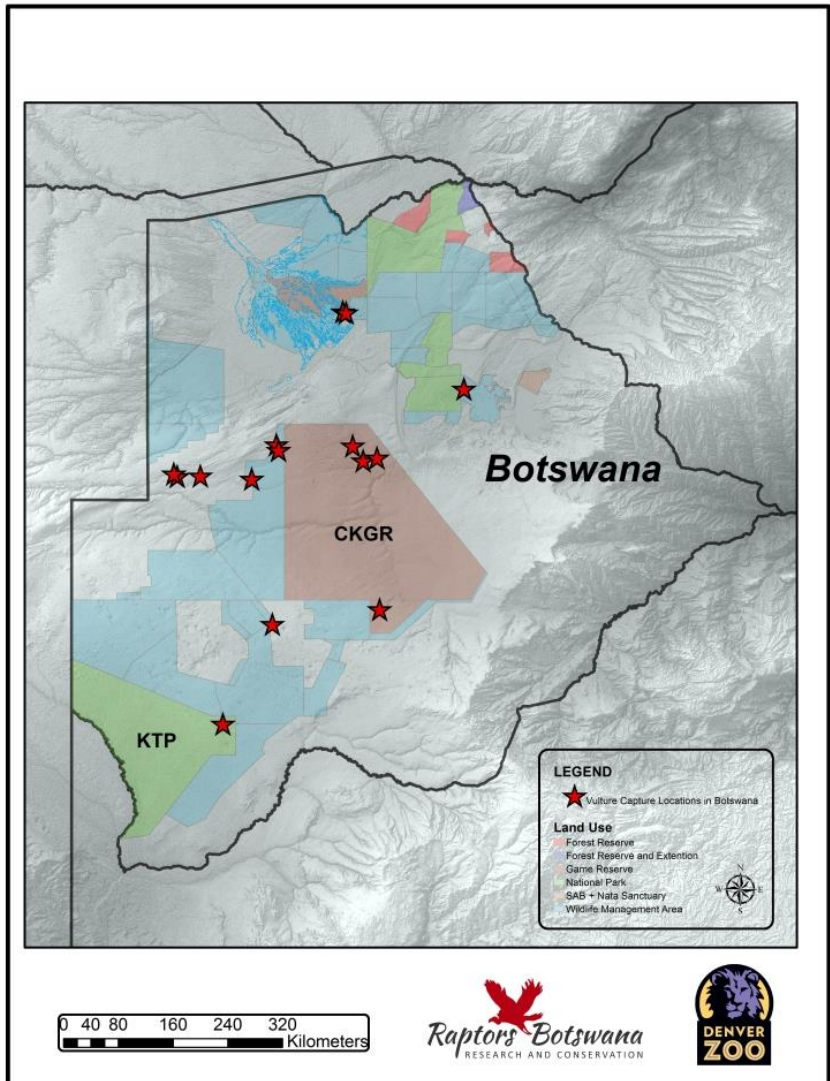 Botswana
CKGR
KTP
LEGEND
Vulture Capture Locations in Botswana
Land Use
Forest Reserve
Forest Reserve and Extention
Game Reserve
National Park
SAB + Nata Sanctuary
Wildlife Management Area
N
W E
S
0 40 80 160 240 320
Kilometers
Raptors Botswana
RESEARCH AND CONSERVATION
DENVER
ZOO